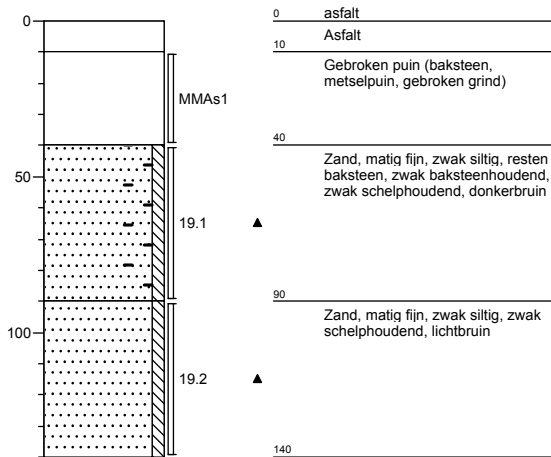 0
50
100
MMAs1
19.1
19.2
0
asfalt
10
Asfalt
Gebroken puin (baksteen,
metselpuin, gebroken grind)
40
Zand, matig fijn, zwak siltig, resten
baksteen, zwak baksteenhoudend,
zwak schelphoudend, donkerbruin
90
Zand, matig fijn, zwak siltig, zwak
schelphoudend, lichtbruin
140